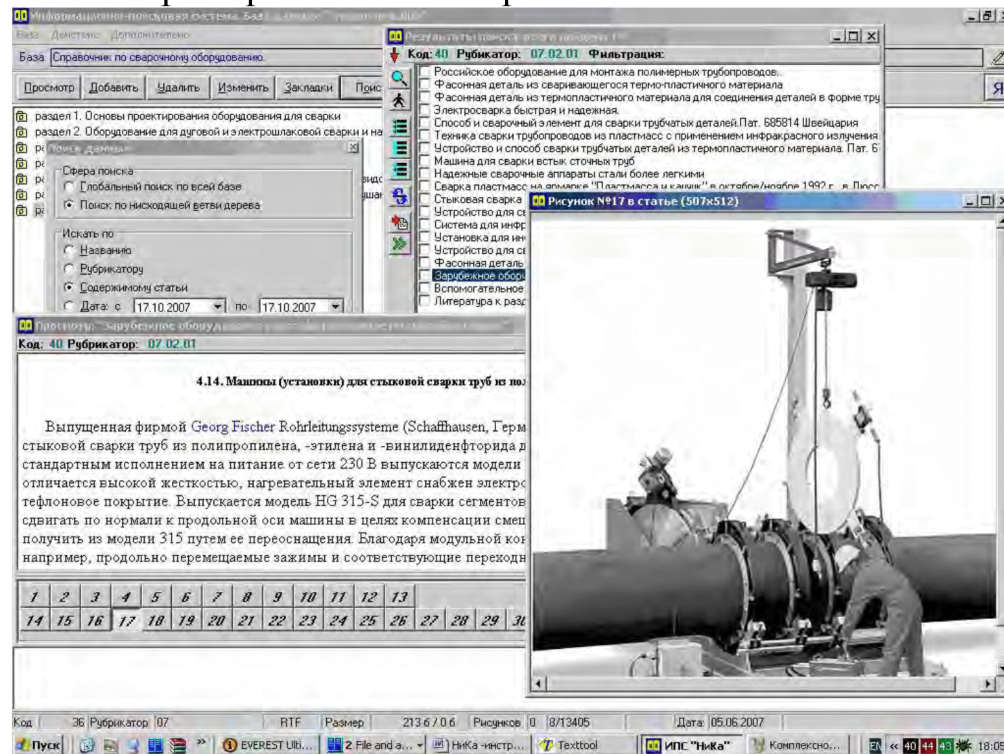 База Действие Дополнительно
База Справочник по сварочному оборудованию.
Просмотр Добавить Удалить Изменить Закладки
раздел 1. Основы проектирования оборудования для сварки
раздел 2. Оборудование для дуговой и электрошлаковой сварки и на
Сфера поиска
Глобальный поиск по всей базе
Поиск по нисходящей ветви дерева
Искать по
Названию
Рубрикатору
Содержимому статьи
Дата: с 17.10.2007 по 17.10.2007
Код: 40 Рубрикатор: 07.02.01 Фильтрация:
Российское оборудование для монтажа полимерных трубопроводов.
Фасонная деталь из сваривающегося термо-пластичного материала
Фасонная деталь из термопластичного материала для соединения деталей в форме тру
Электросварка быстрая и надежная.
Способ и сварочный элемент для сварки трубчатых деталей.Пат. 685814 Швейцария
Техника сварки трубопроводов из пластмасс с применением инфракрасного излучения
Устройство и способ сварки трубчатых деталей из термопластичного материала. Пат. 6
Машина для сварки встык сточных труб
Надежные сварочные аппараты стали более легкими
Сварка пластмасс на ярмарке "Пластмасса и каучук" в октябре/ноябре 1992 г., в Дюсс
Стыковая сварка
Устройство для св
Система для инфр
Установка для ин
Устройство для св
Фасонная деталь
Зарубежное обору
Вспомогательное
Литература к разд
Рисунок №17 в статье (507x512)
Код: 40 Рубрикатор: 07.02.01
4.14. Машины (установки) для стыковой сварки труб из пол
Выпущенная фирмой Georg Fischer Rohrleitungssysteme (Schaffhausen, Герм
стыковой сварки труб из полипропилена, -этилена и -винилиденфторида д
стандартным исполнением на питание от сети 230 В выпускаются модели
отличается высокой жесткостью, нагревательный элемент снабжен электро
тефлоновое покрытие. Выпускается модель HG 315-S для сварки сегментов
сдвигать по нормали к продольной оси машины в целях компенсации смещ
получить из модели 315 путем ее переоснащения. Благодаря модульной кон
например, продольно перемещаемые зажимы и соответствующие переходн
1 2 3 4 5 6 7 8 9 10 11 12 13
14 15 16 17 18 19 20 21 22 23 24 25 26 27 28 29 30
Код 36 Рубрикатор 07 RTF Размер 213.6 / 0.6 Рисунков 0 8/13405 Дата: 05.06.2007
Пуск EVEREST Ulti... 2 File and a... НиКа -инстр... Texttool ИПС "НиКа" Комплексно... EN 40 44 43 18:05